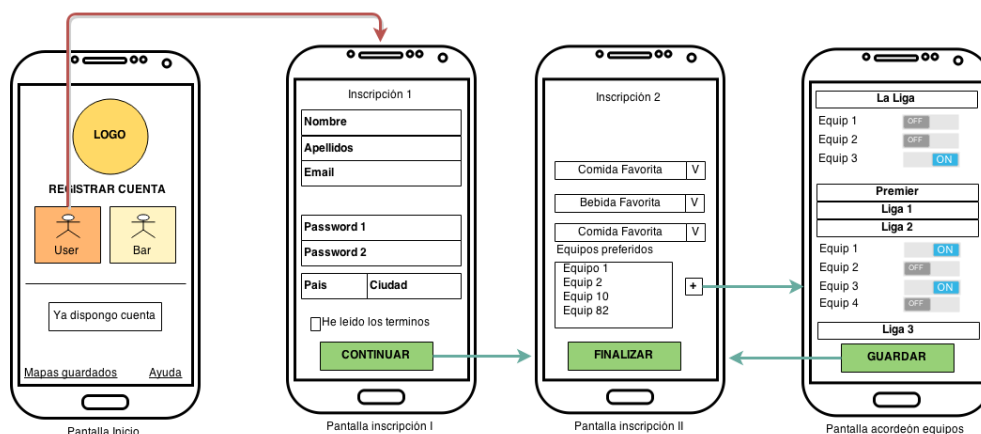 LOGO
REGISTRAR CUENTA
User
Bar
Ya dispongo cuenta
Mapas guardados
Ayuda
Pantalla Inicio
Inscripción 1
Nombre
Apellidos
Email
Password 1
Password 2
Pais
Ciudad
He leido los terminos
CONTINUAR
Pantalla inscripción I
Inscripción 2
Comida Favorita V
Bebida Favorita V
Comida Favorita V
Equipos preferidos
Equipo 1
Equip 2
Equip 10
Equip 82
+
FINALIZAR
Pantalla inscripción II
La Liga
Equip 1 OFF
Equip 2 OFF
Equip 3 ON
Premier
Liga 1
Liga 2
Equip 1 ON
Equip 2 OFF
Equip 3 ON
Equip 4 OFF
Liga 3
GUARDAR
Pantalla acordeón equipos